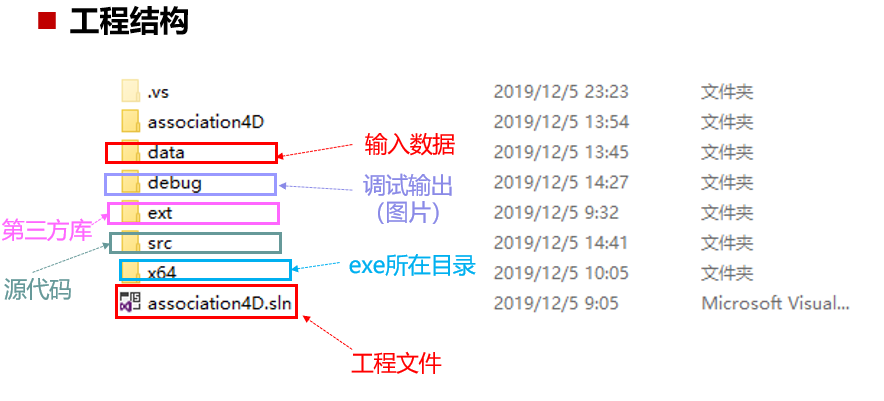 工程结构
.vs 2019/12/5 23:23 文件夹
association4D 2019/12/5 13:54 文件夹
data 输入数据 2019/12/5 13:45 文件夹
debug 调试输出 2019/12/5 14:27 文件夹
（图片）
第三方库 ext 2019/12/5 9:32 文件夹
src 2019/12/5 14:41 文件夹
源代码 x64 exe所在目录 2019/12/5 10:05 文件夹
association4D.sln 2019/12/5 9:05 Microsoft Visual...
工程文件